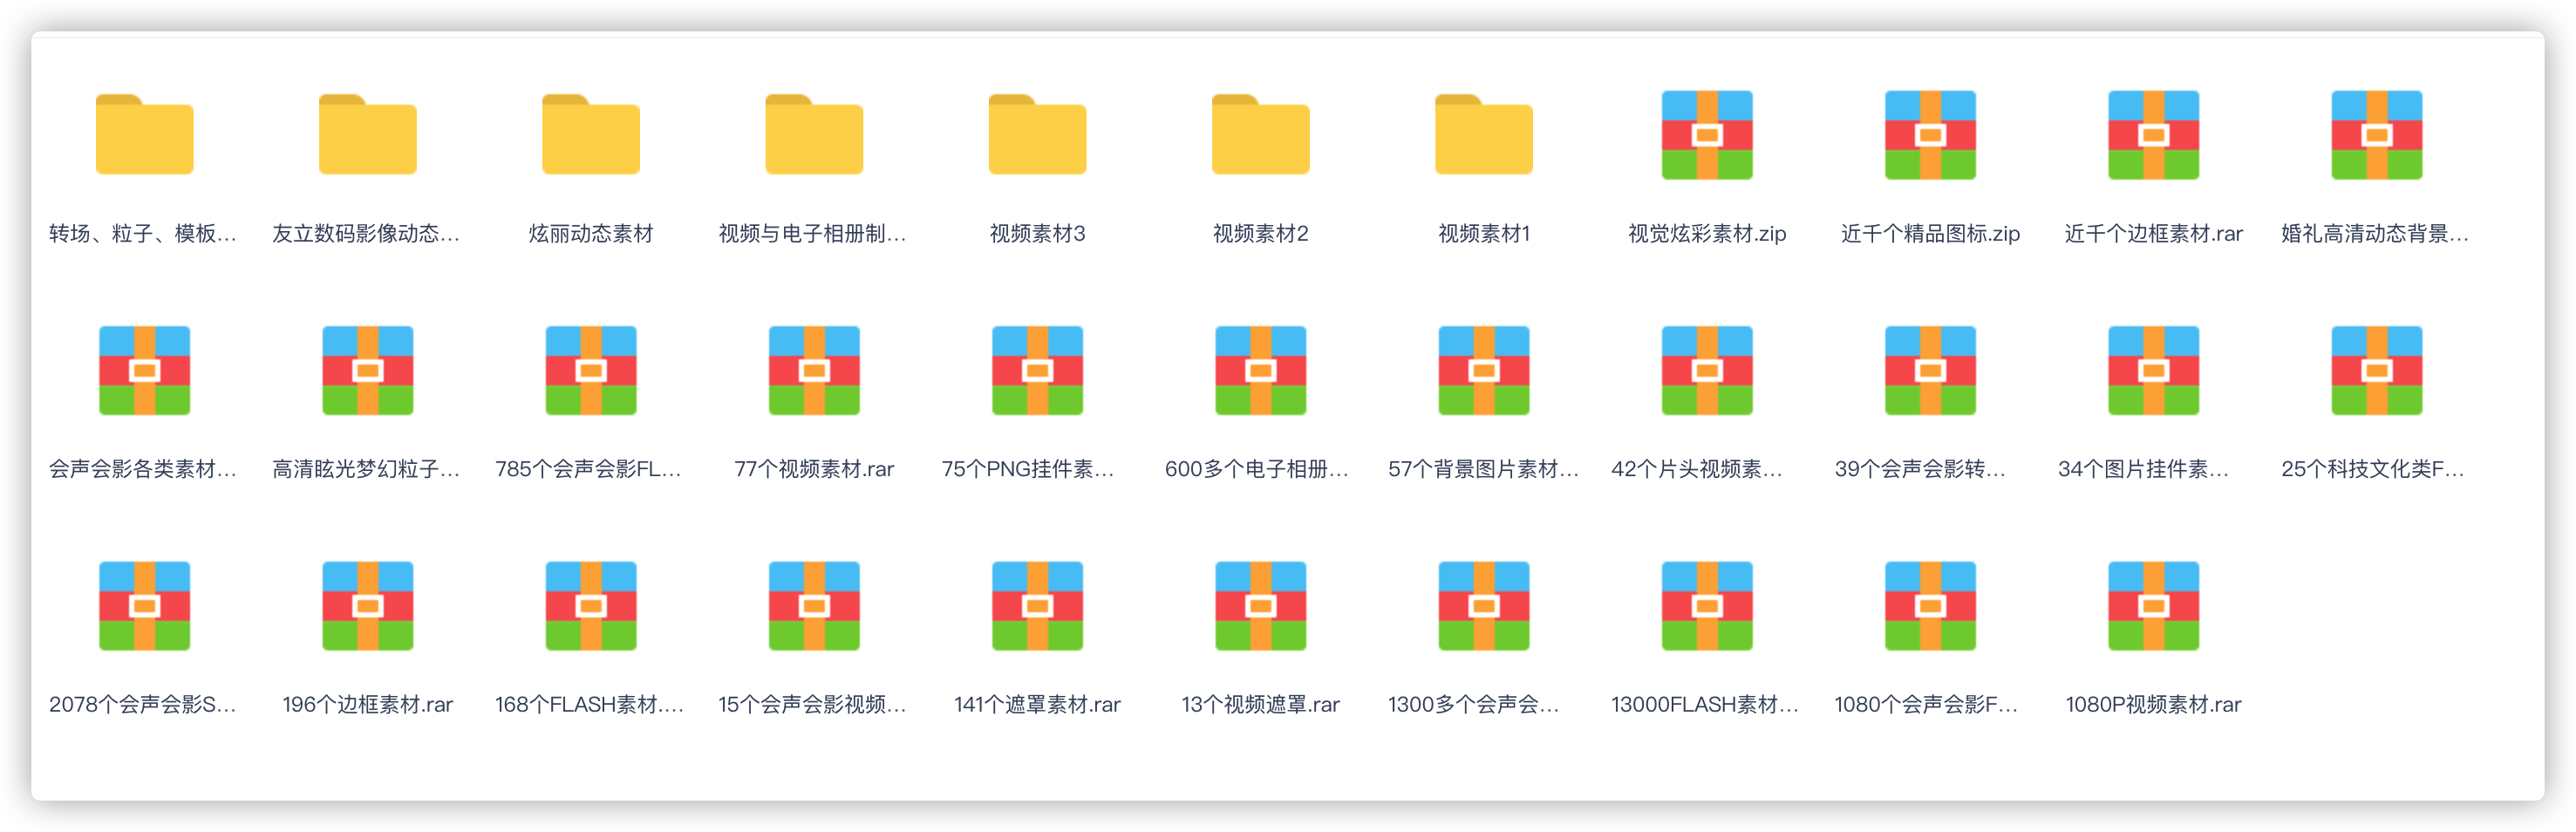 转场、粒子、模板...
友立数码影像动态...
炫丽动态素材
视频与电子相册制...
视频素材3
视频素材2
视频素材1
视觉炫彩素材.zip
近千个精品图标.zip
近千个边框素材.rar
婚礼高清动态背景...
会声会影各类素材...
高清眩光梦幻粒子...
785个会声会影FL...
77个视频素材.rar
75个PNG挂件素...
600多个电子相册...
57个背景图片素材...
42个片头视频素...
39个会声会影转...
34个图片挂件素...
25个科技文化类F...
2078个会声会影S...
196个边框素材.rar
168个FLASH素材....
15个会声会影视频...
141个遮罩素材.rar
13个视频遮罩.rar
1300多个会声会...
13000FLASH素材...
1080个会声会影F...
1080P视频素材.rar